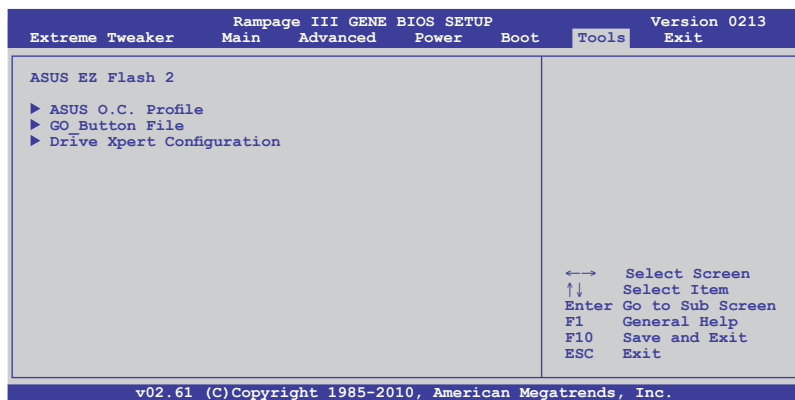 Rampage III GENE BIOS SETUP Version 0213
Extreme Tweaker Main Advanced Power Boot Tools Exit
ASUS EZ Flash 2
▶ ASUS O.C. Profile
▶ GO_Button File
▶ Drive Xpert Configuration
←→ Select Screen
↑↓ Select Item
Enter Go to Sub Screen
F1 General Help
F10 Save and Exit
ESC Exit
v02.61 (C)Copyright 1985-2010, American Megatrends, Inc.